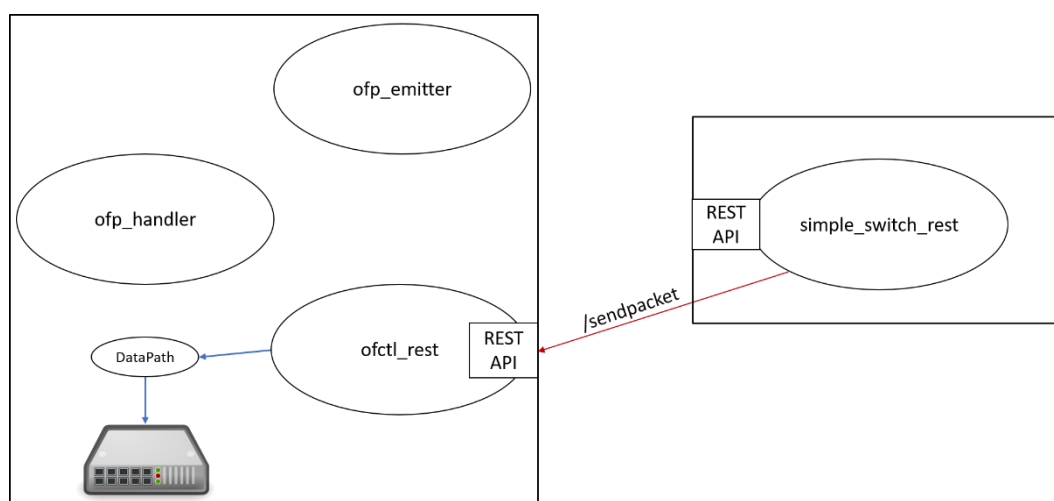 ofp_emitter
ofp_handler
REST
API
simple_switch_rest
/sendpacket
DataPath
ofctl_rest
REST
API